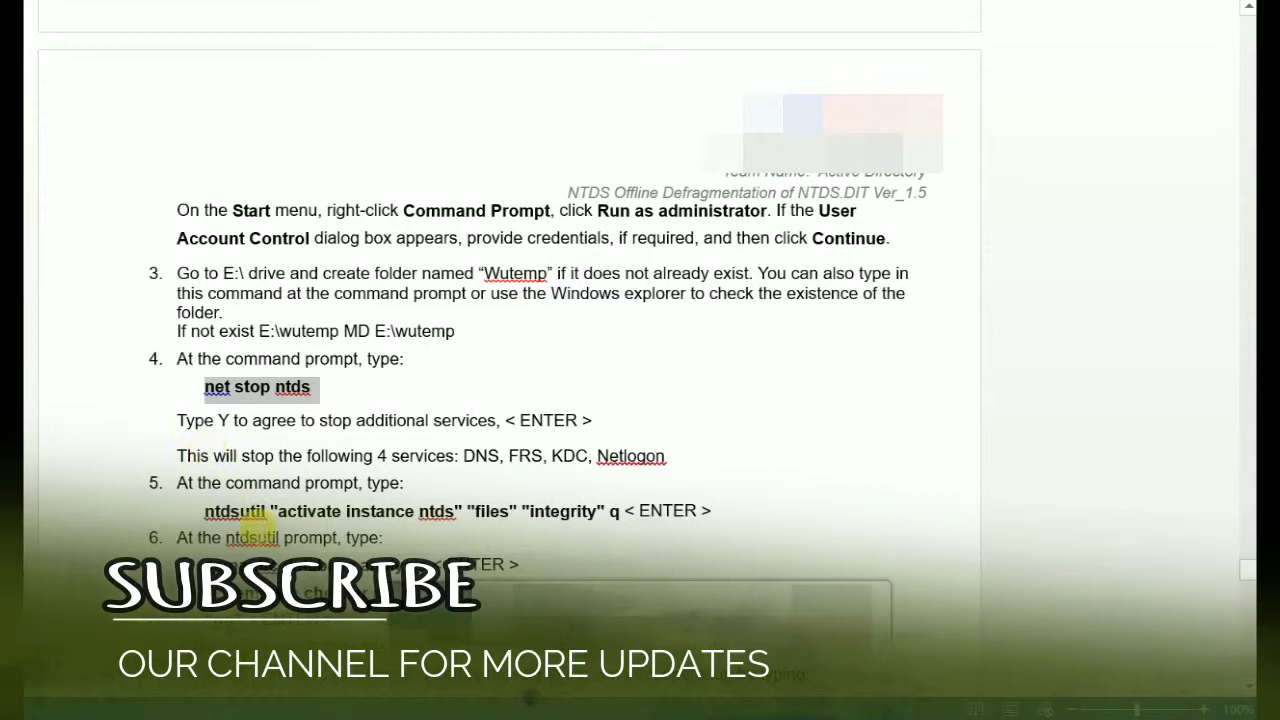 Team Name: Active Directory
NTDS Offline Defragmentation of NTDS.DIT Ver_1.5
On the Start menu, right-click Command Prompt, click Run as administrator. If the User
Account Control dialog box appears, provide credentials, if required, and then click Continue.
3. Go to E:\ drive and create folder named “Wutemp” if it does not already exist. You can also type in
this command at the command prompt or use the Windows explorer to check the existence of the
folder.
If not exist E:\wutemp MD E:\wutemp
4. At the command prompt, type:
net stop ntds
Type Y to agree to stop additional services, < ENTER >
This will stop the following 4 services: DNS, FRS, KDC, Netlogon
5. At the command prompt, type:
ntdsutil "activate instance ntds" "files" "integrity" q < ENTER >
6. At the ntdsutil prompt, type:
SUBSCRIBE
OUR CHANNEL FOR MORE UPDATES
100%